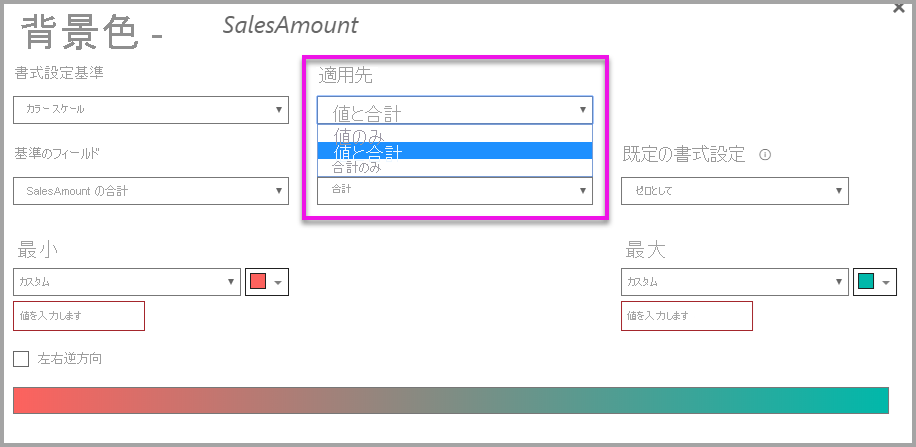 背景色 - SalesAmount
書式設定基準
適用先
カラー スケール
値と合計
値のみ
値と合計
合計のみ
基準のフィールド
既定の書式設定
SalesAmount の合計
合計
ゼロとして
最小
最大
カスタム
カスタム
値を入力します
値を入力します
左右逆方向